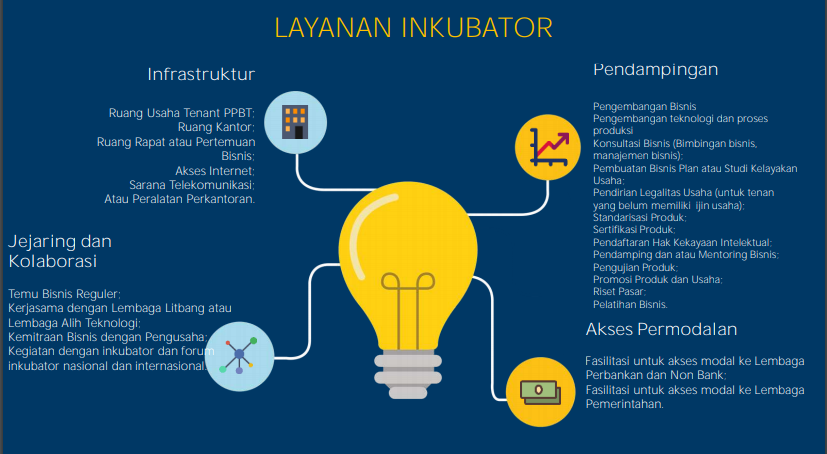 LAYANAN INKUBATOR
Infrastruktur
Ruang Usaha Tenant PPBT;
Ruang Kantor;
Ruang Rapat atau Pertemuan
Bisnis;
Akses Internet;
Sarana Telekomunikasi;
Atau Peralatan Perkantoran.
Pendampingan
Pengembangan Bisnis
Pengembangan teknologi dan proses
produksi
Konsultasi Bisnis (Bimbingan bisnis,
manajemen bisnis);
Pembuatan Bisnis Plan atau Studi Kelayakan
Usaha;
Pendirian Legalitas Usaha (untuk tenan
yang belum memiliki ijin usaha);
Standarisasi Produk;
Sertifikasi Produk;
Pendaftaran Hak Kekayaan Intelektual;
Pendamping dan atau Mentoring Bisnis;
Pengujian Produk;
Promosi Produk dan Usaha;
Riset Pasar;
Pelatihan Bisnis.
Jejaring dan
Kolaborasi
Temu Bisnis Reguler;
Kerjasama dengan Lembaga Litbang atau
Lembaga Alih Teknologi;
Kemitraan Bisnis dengan Pengusaha;
Kegiatan dengan inkubator dan forum
inkubator nasional dan internasional.
Akses Permodalan
Fasilitasi untuk akses modal ke Lembaga
Perbankan dan Non Bank;
Fasilitasi untuk akses modal ke Lembaga
Pemerintahan.